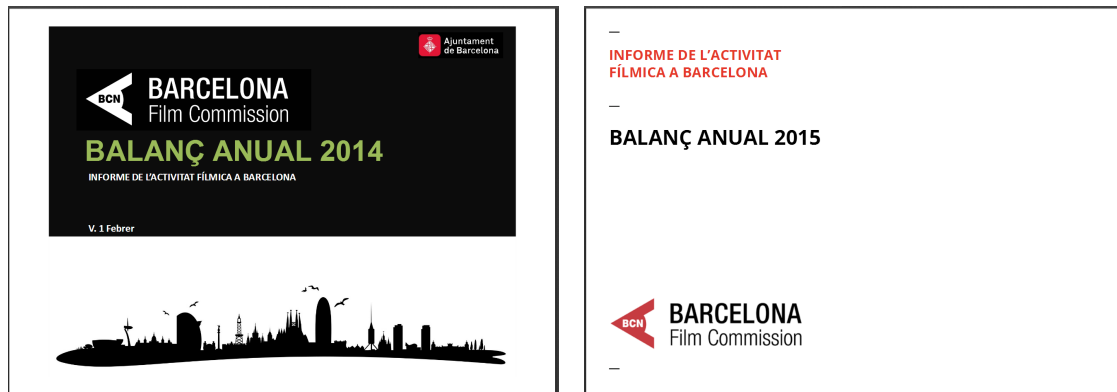 Ajuntament
de Barcelona
BCN
BARCELONA
Film Commission
BALANÇ ANUAL 2014
INFORME DE L'ACTIVITAT FÍLMICA A BARCELONA
V. 1 Febrer
—
INFORME DE L'ACTIVITAT
FÍLMICA A BARCELONA
—
BALANÇ ANUAL 2015
BCN
BARCELONA
Film Commission
—